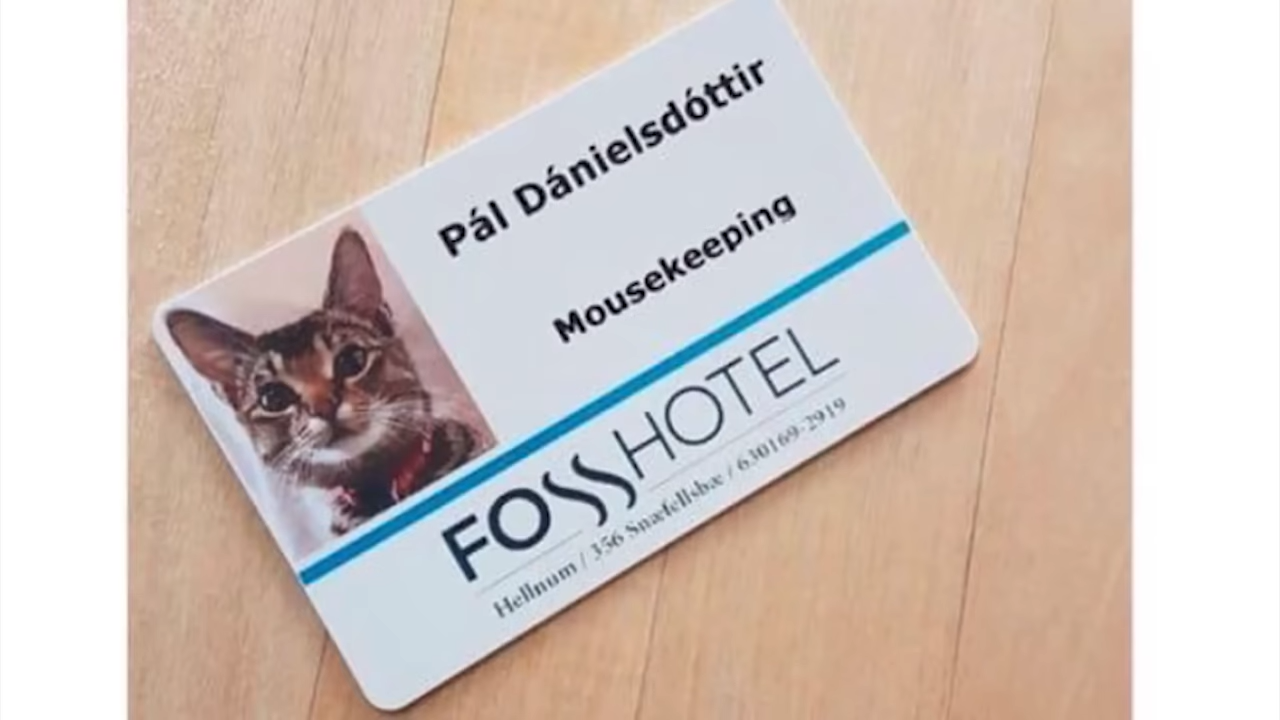 Pál Dánielsdóttir
Mousekeeping
FOSSHOTEL
Hellnum / 356 Snæfellsbæ / 630169-2919